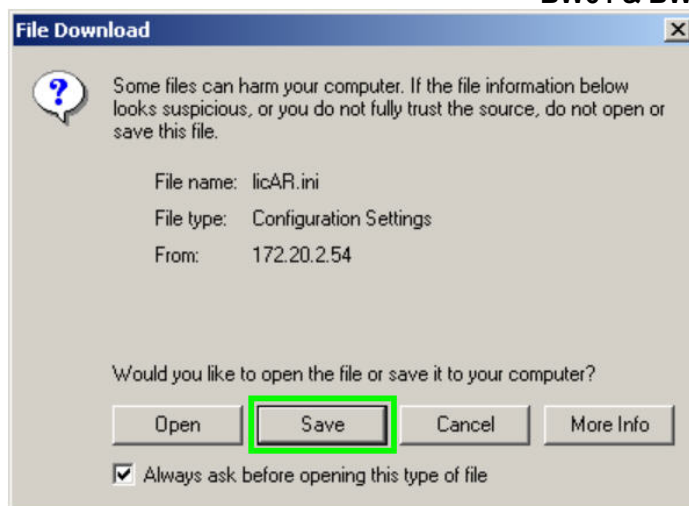 File Download
Some files can harm your computer. If the file information below
looks suspicious, or you do not fully trust the source, do not open or
save this file.
File name: licAR.ini
File type: Configuration Settings
From: 172.20.2.54
Would you like to open the file or save it to your computer?
Open Save Cancel More Info
Always ask before opening this type of file